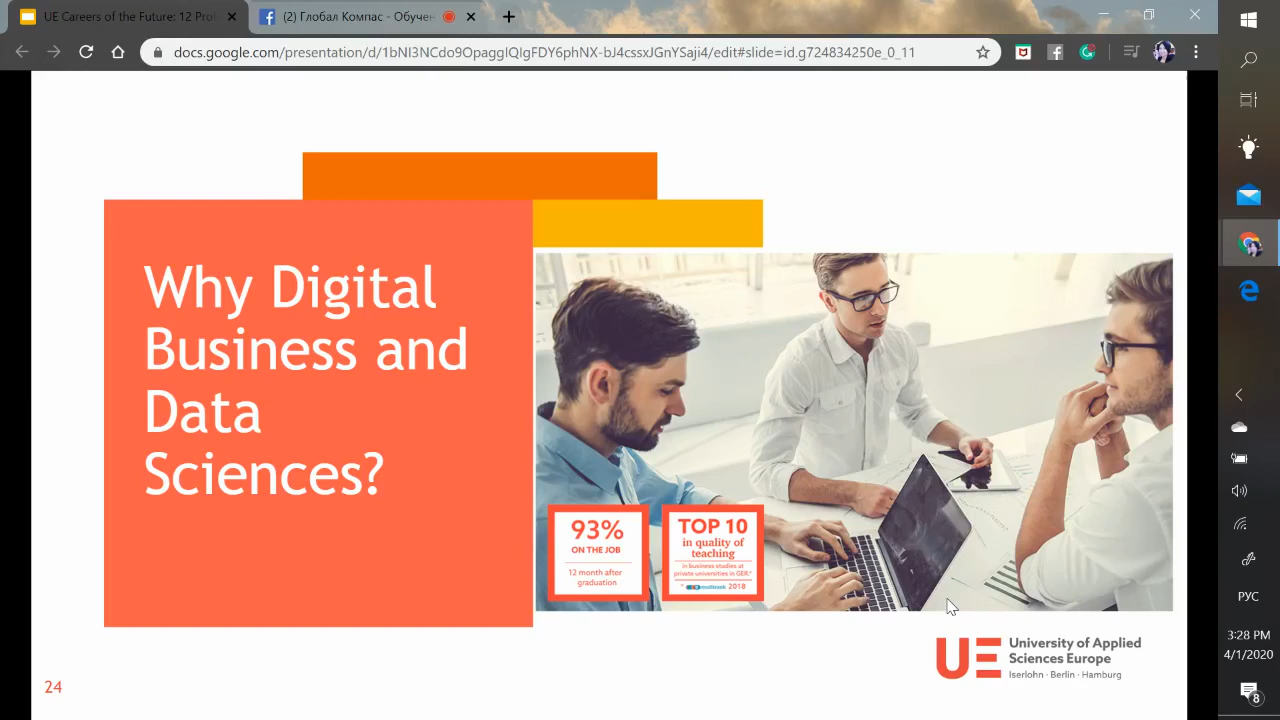 UE Careers of the Future: 12 Prof
(2) Глобал Компас - Обучен
docs.google.com/presentation/d/1bNI3NCdo9OpaggIQIgFDY6phNX-bJ4cssxJGnYSaji4/edit#slide=id.g724834250e_0_11
Why Digital
Business and
Data
Sciences?
93%
ON THE JOB
12 month after
graduation
TOP 10
in quality of
teaching
in business studies at
private universities in GER.*
2018
UE
University of Applied
Sciences Europe
Iserlohn · Berlin · Hamburg
24
РУС
3:28 PM
4/1/2020
8